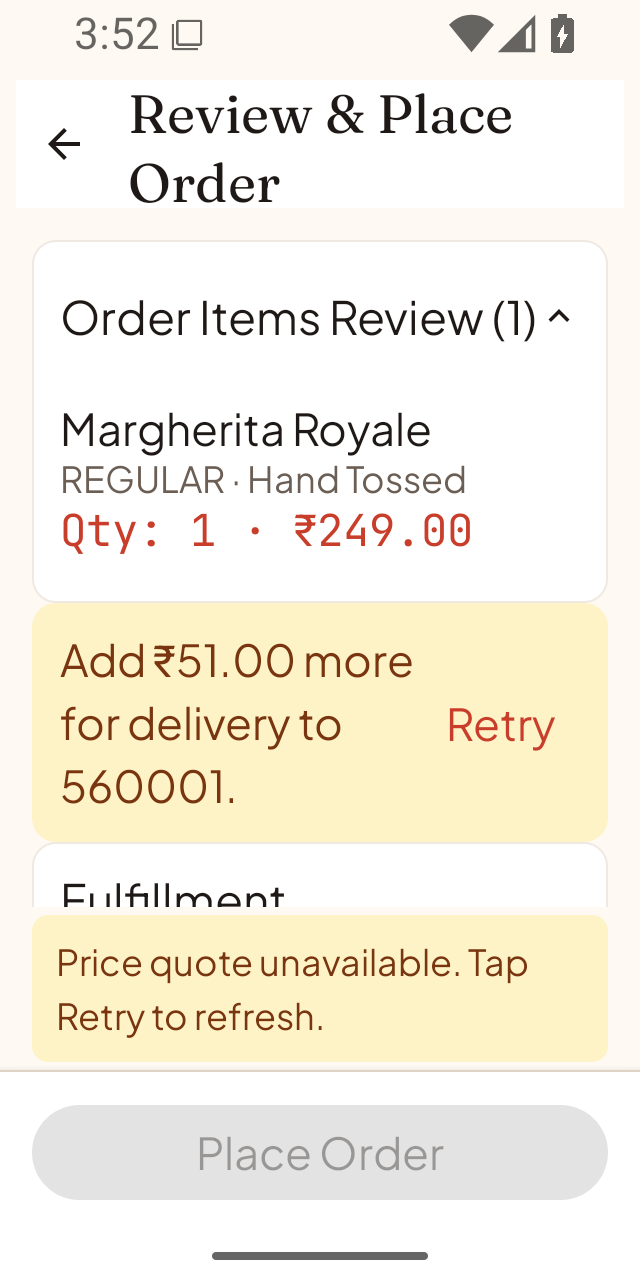 3:52
Review & Place
Order
Order Items Review (1)
Margherita Royale
REGULAR · Hand Tossed
Qty: 1 · ₹249.00
Add ₹51.00 more
for delivery to
560001.
Retry
Fulfillment
Price quote unavailable. Tap
Retry to refresh.
Place Order